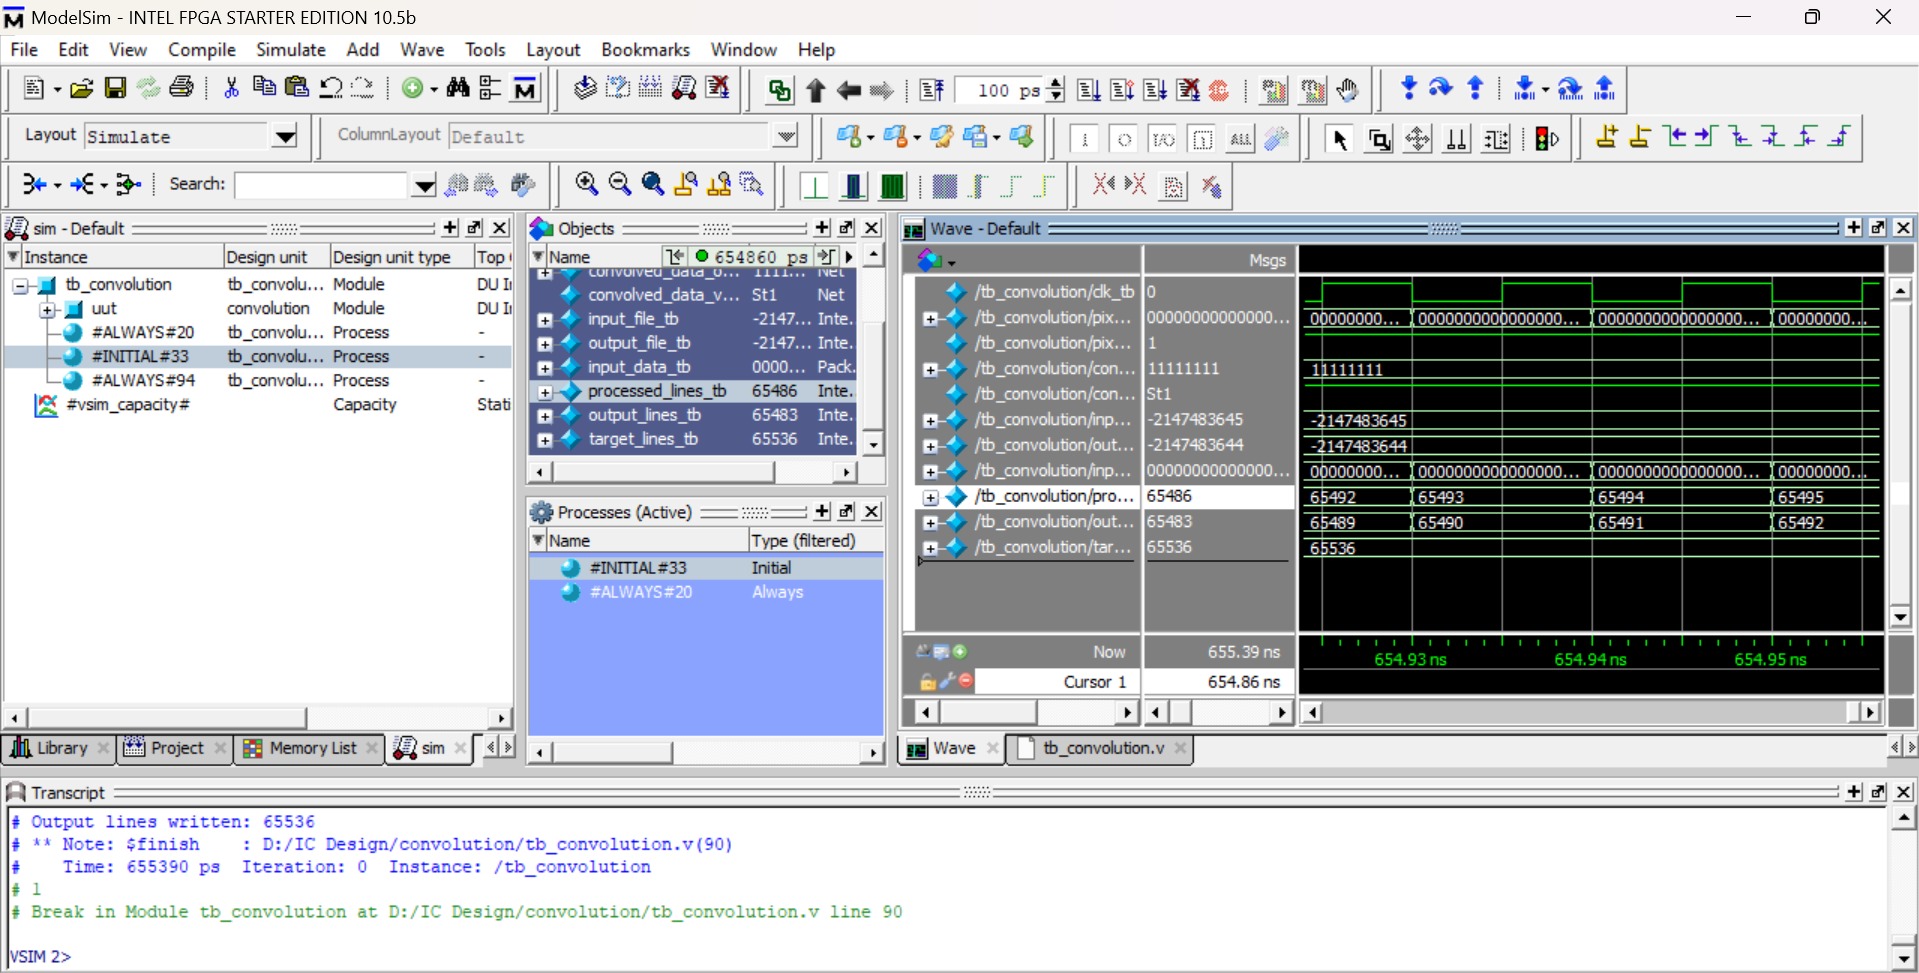 ModelSim - INTEL FPGA STARTER EDITION 10.5b
File Edit View Compile Simulate Add Wave Tools Layout Bookmarks Window Help
100 ps
Layout Simulate ColumnLayout Default
ALL
Search:
sim - Default
Instance Design unit Design unit type Top
tb_convolution tb_convolu... Module DU I
uut convolution Module DU I
#ALWAYS#20 tb_convolu... Process -
#INITIAL#33 tb_convolu... Process -
#ALWAYS#94 tb_convolu... Process -
#vsim_capacity# Capacity Stati
Library Project Memory List sim
Objects
Name 654860 ps
convolved_data_o... 1111... Net
convolved_data_v... St1 Net
input_file_tb -2147... Inte...
output_file_tb -2147... Inte...
input_data_tb 0000... Pack...
processed_lines_tb 65486 Inte...
output_lines_tb 65483 Inte...
target_lines_tb 65536 Inte...
Processes (Active)
Name Type (filtered)
#INITIAL#33 Initial
#ALWAYS#20 Always
Wave - Default
Msgs
/tb_convolution/clk_tb 0
/tb_convolution/pix... 00000000000000... 00000000... 0000000000000000... 0000000000000000... 00000000...
/tb_convolution/pix... 1
/tb_convolution/con... 11111111 11111111
/tb_convolution/con... St1
/tb_convolution/inp... -2147483645 -2147483645
/tb_convolution/out... -2147483644 -2147483644
/tb_convolution/inp... 00000000000000... 00000000... 0000000000000000... 0000000000000000... 00000000...
/tb_convolution/pro... 65486 65492 65493 65494 65495
/tb_convolution/out... 65483 65489 65490 65491 65492
/tb_convolution/tar... 65536 65536
Now 655.39 ns 654.93 ns 654.94 ns 654.95 ns
Cursor 1 654.86 ns
Wave tb_convolution.v
Transcript
# Output lines written: 65536
# ** Note: $finish : D:/IC Design/convolution/tb_convolution.v(90)
# Time: 655390 ps Iteration: 0 Instance: /tb_convolution
# 1
# Break in Module tb_convolution at D:/IC Design/convolution/tb_convolution.v line 90
VSIM 2>